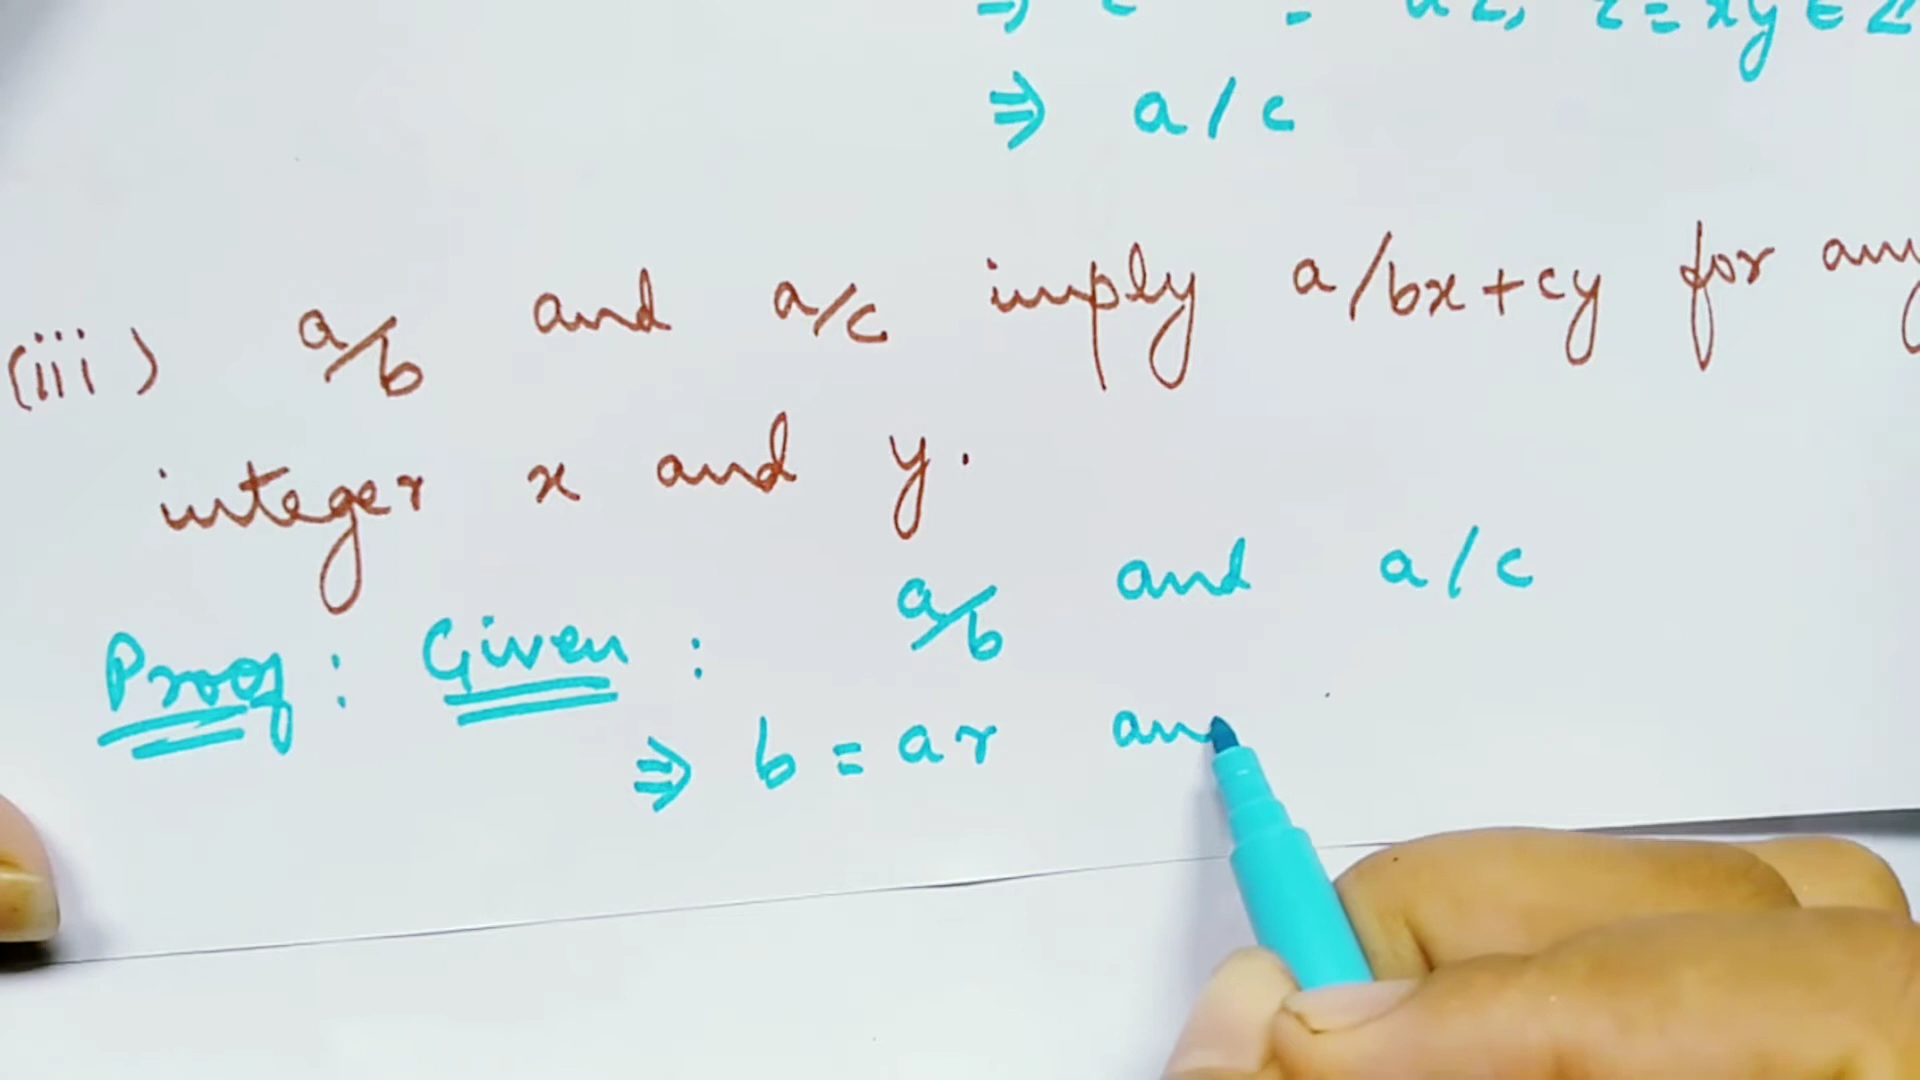 ⇒ a/c
(iii) a/b and a/c imply a/bx+cy for any
integer x and y.
Proof: Given: a/b and a/c
⇒ b = ar an